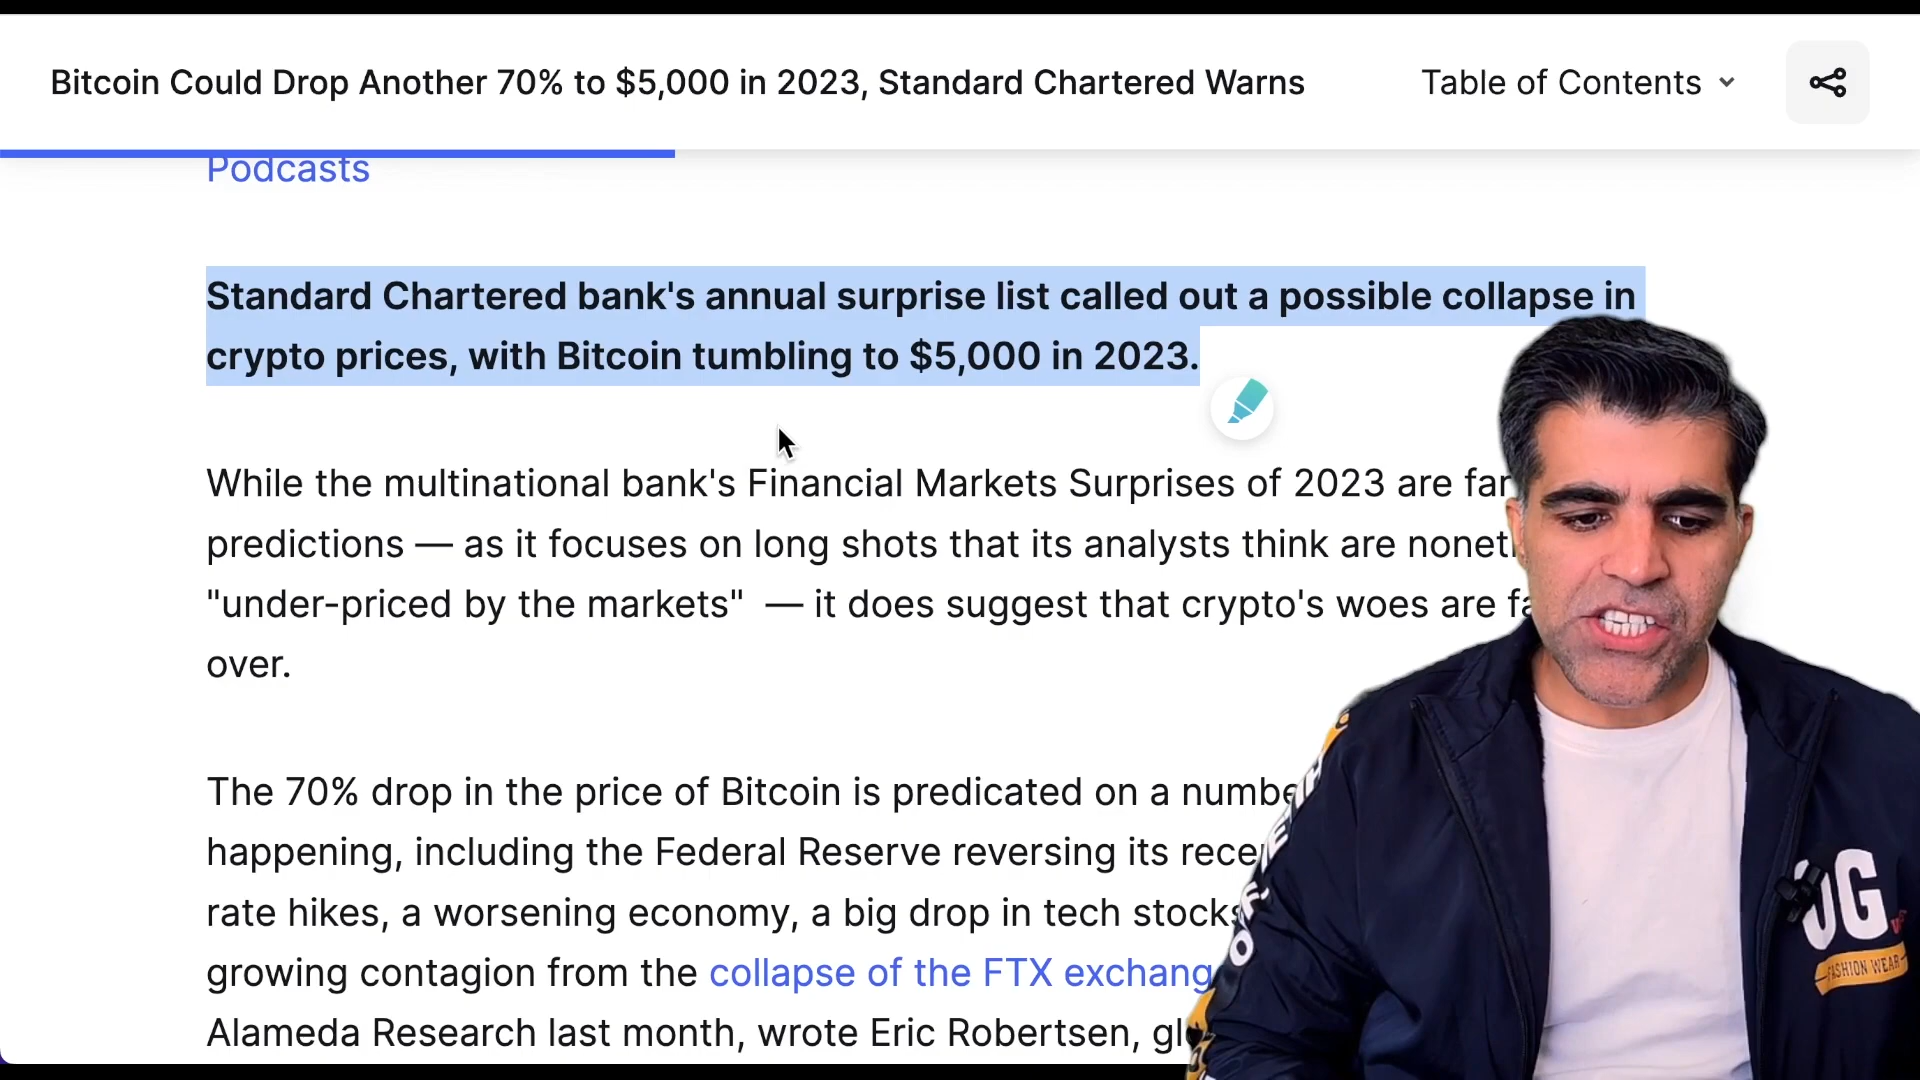 Bitcoin Could Drop Another 70% to $5,000 in 2023, Standard Chartered Warns
Table of Contents
Podcasts
Standard Chartered bank's annual surprise list called out a possible collapse in
crypto prices, with Bitcoin tumbling to $5,000 in 2023.
While the multinational bank's Financial Markets Surprises of 2023 are far
predictions — as it focuses on long shots that its analysts think are
"under-priced by the markets"  — it does suggest that crypto's woes are
over.
The 70% drop in the price of Bitcoin is predicated on a
happening, including the Federal Reserve reversing its
rate hikes, a worsening economy, a big drop in tech stocks
growing contagion from the collapse of the FTX
Alameda Research last month, wrote Eric Robertsen,
OG
FASHION WEAR